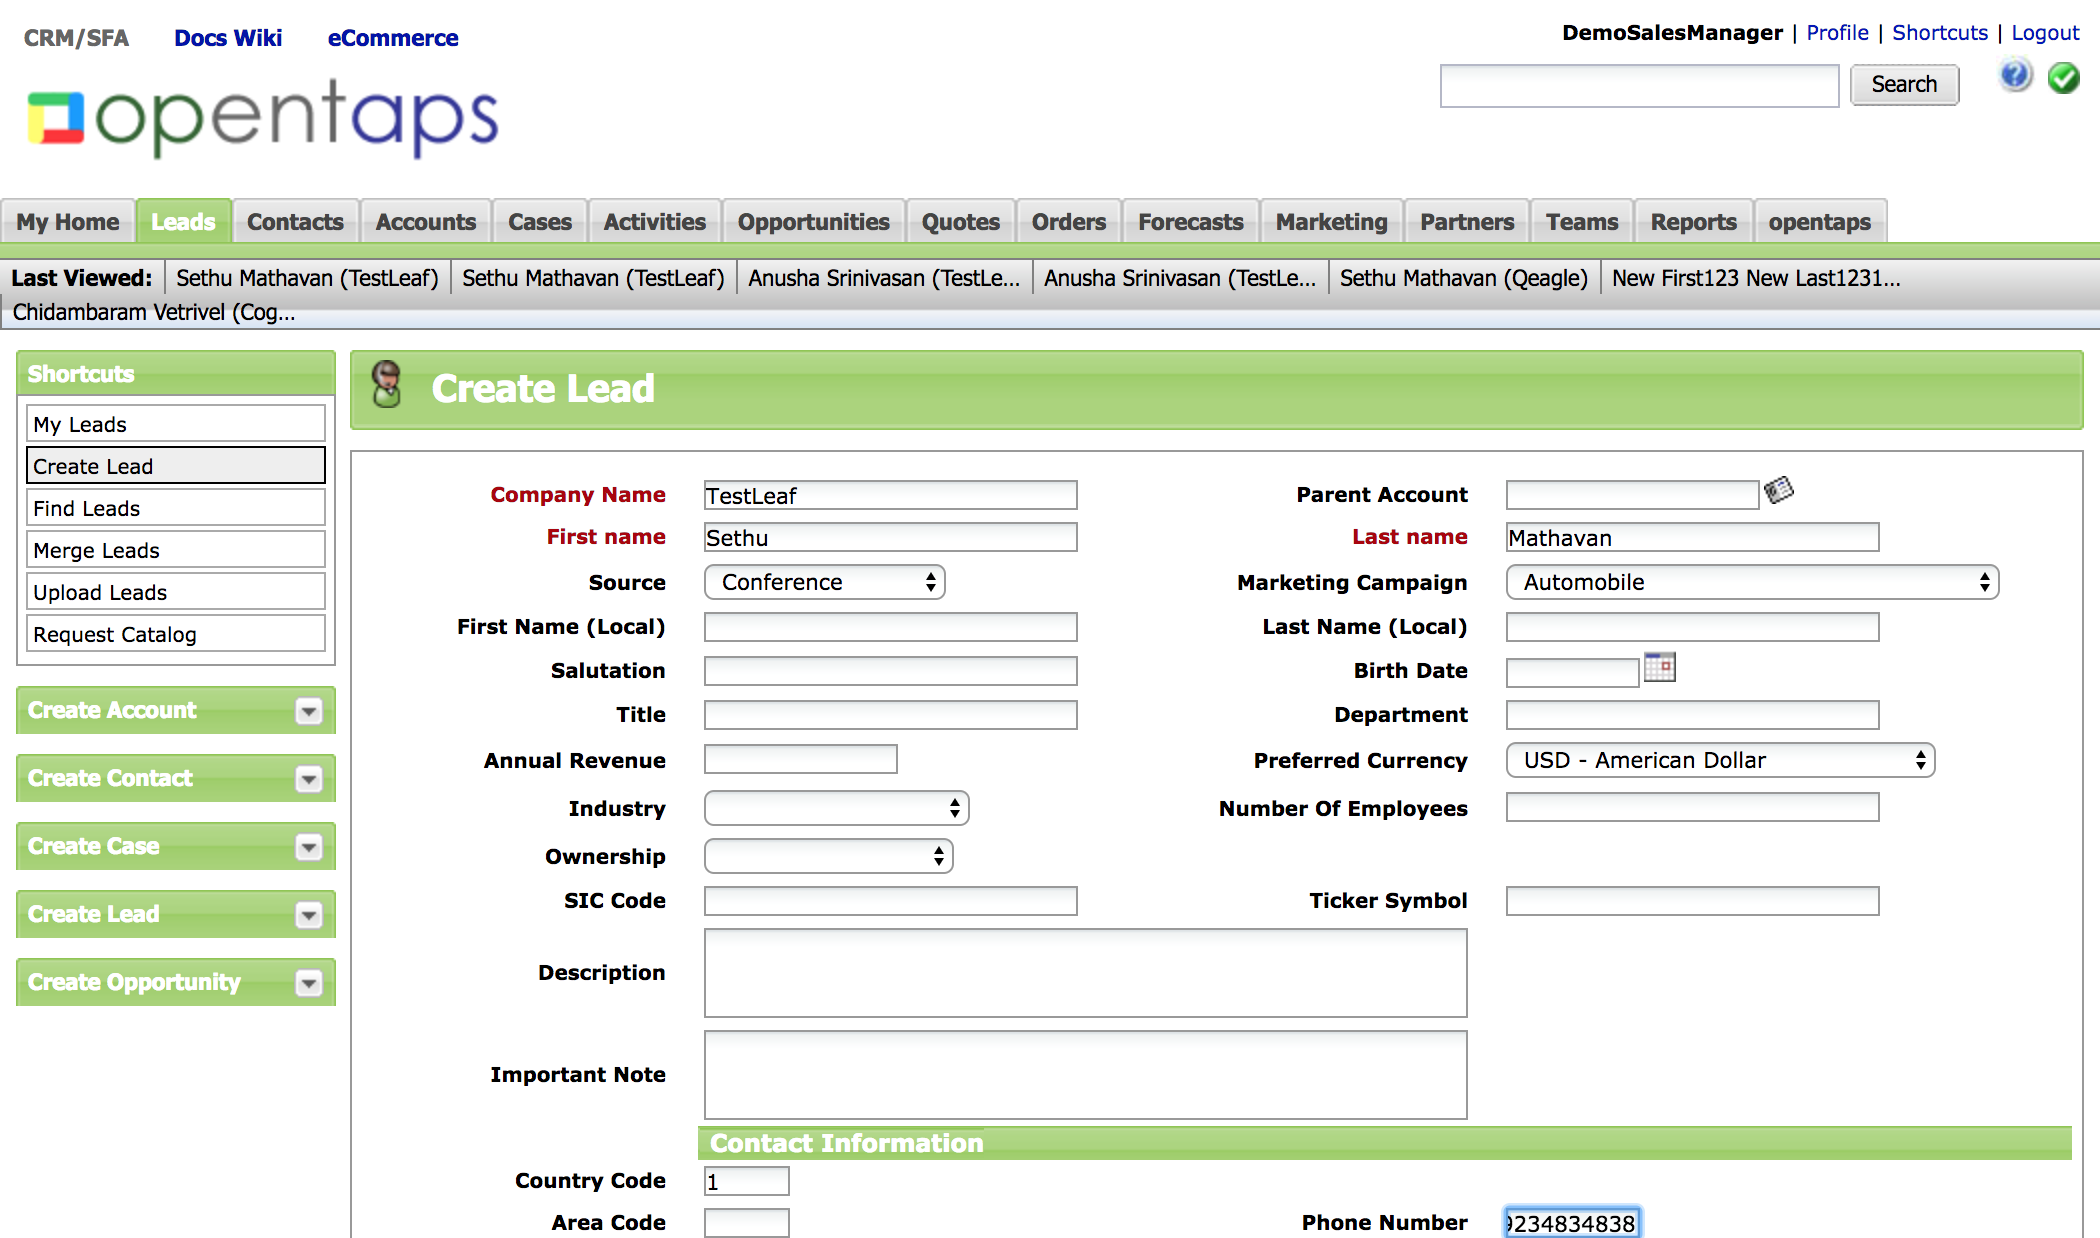 CRM/SFA Docs Wiki eCommerce
DemoSalesManager | Profile | Shortcuts | Logout
opentaps
Search
My Home Leads Contacts Accounts Cases Activities Opportunities Quotes Orders Forecasts Marketing Partners Teams Reports opentaps
Last Viewed: Sethu Mathavan (TestLeaf) Sethu Mathavan (TestLeaf) Anusha Srinivasan (TestLe... Anusha Srinivasan (TestLe... Sethu Mathavan (Qeagle) New First123 New Last1231...
Chidambaram Vetrivel (Cog...
Shortcuts
My Leads
Create Lead
Find Leads
Merge Leads
Upload Leads
Request Catalog
Create Account
Create Contact
Create Case
Create Lead
Create Opportunity
Create Lead
Company Name TestLeaf Parent Account
First name Sethu Last name Mathavan
Source Conference Marketing Campaign Automobile
First Name (Local) Last Name (Local)
Salutation Birth Date
Title Department
Annual Revenue Preferred Currency USD - American Dollar
Industry Number Of Employees
Ownership
SIC Code Ticker Symbol
Description
Important Note
Contact Information
Country Code 1
Area Code Phone Number 234834838